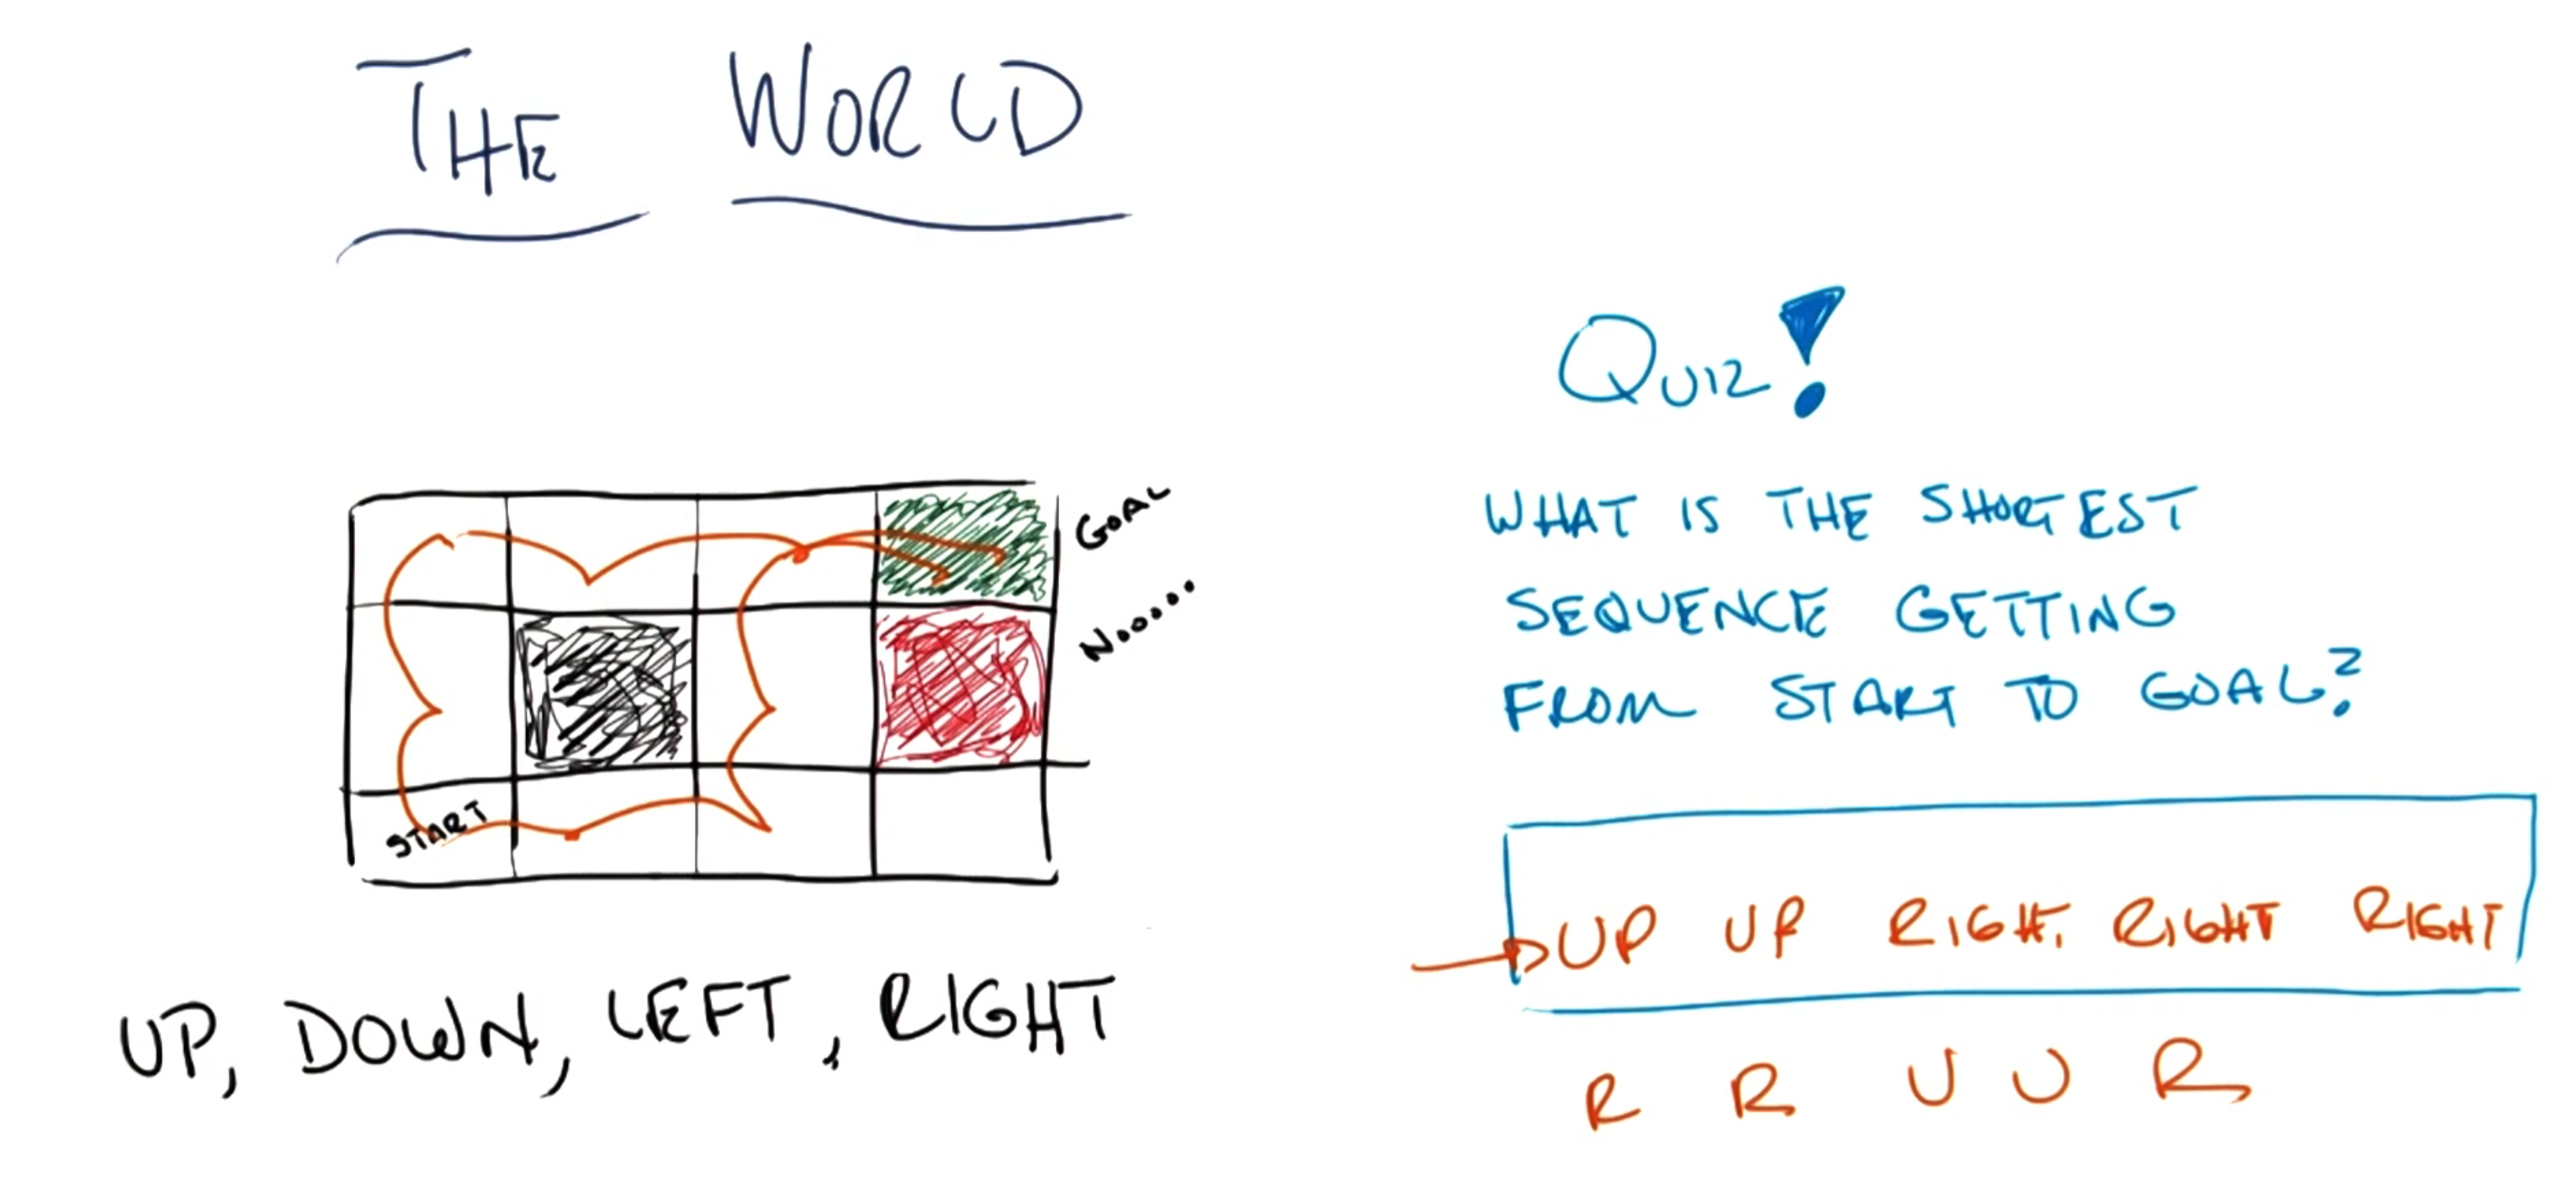 THE WORLD
QUIZ!
WHAT IS THE SHORTEST
SEQUENCE GETTING
FROM START TO GOAL?
GOAL
NOOOOO
START
UP UP RIGHT, RIGHT RIGHT
R R U U R
UP, DOWN, LEFT, RIGHT